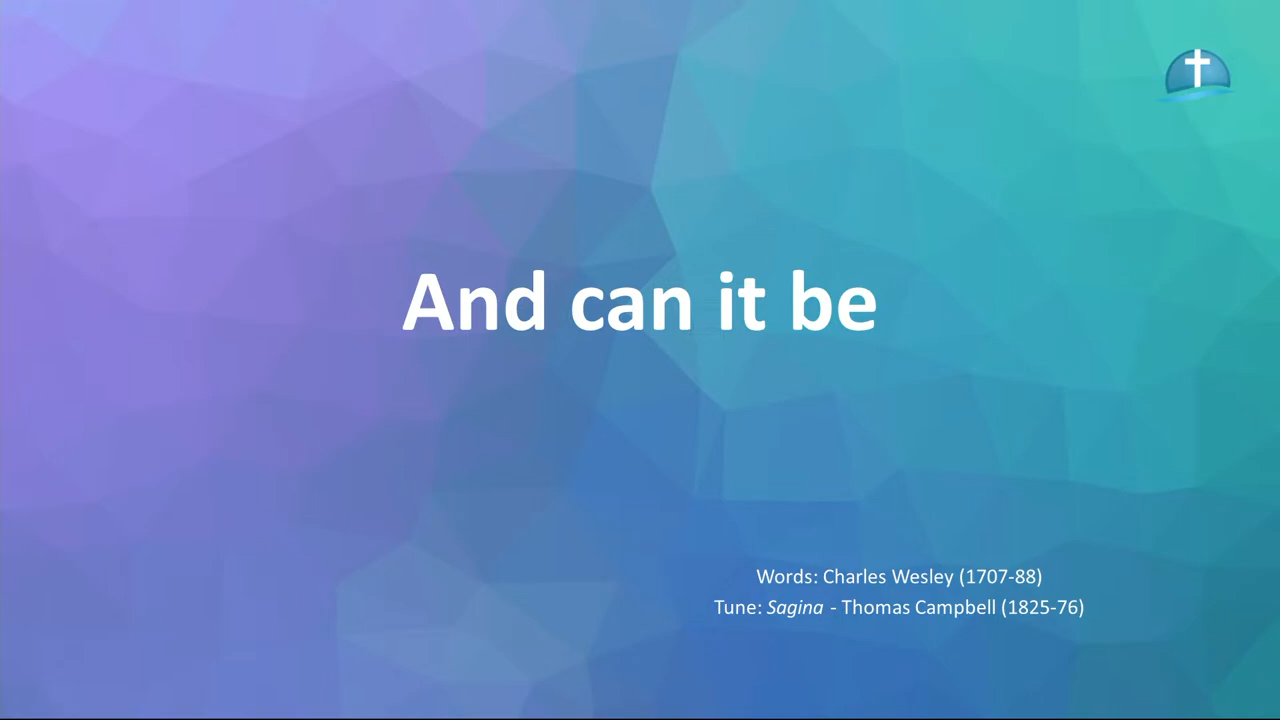 And can it be
Words: Charles Wesley (1707-88)
Tune: Sagina - Thomas Campbell (1825-76)